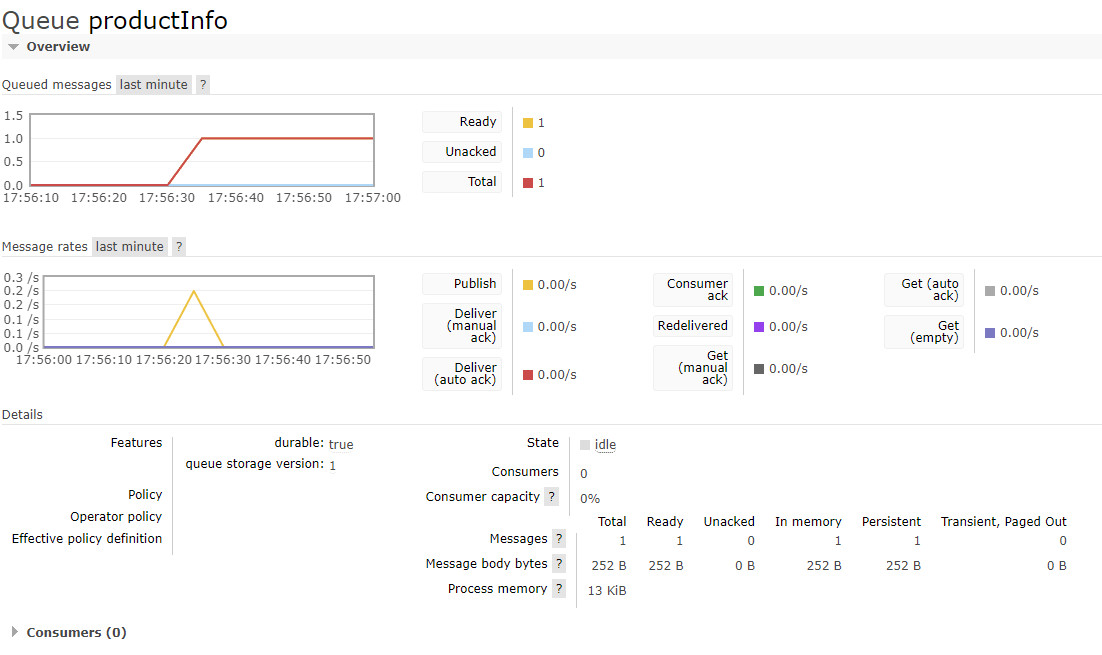 Queue productInfo
Overview
Queued messages last minute ?
1.5
1.0
0.5
0.0
17:56:10 17:56:20 17:56:30 17:56:40 17:56:50 17:57:00
Ready 1
Unacked 0
Total 1
Message rates last minute ?
0.3 /s
0.2 /s
0.2 /s
0.1 /s
0.1 /s
0.0 /s
17:56:00 17:56:10 17:56:20 17:56:30 17:56:40 17:56:50
Publish 0.00/s
Deliver
(manual 0.00/s
ack)
Deliver
(auto ack) 0.00/s
Consumer
ack 0.00/s
Redelivered 0.00/s
Get
(manual 0.00/s
ack)
Get (auto
ack) 0.00/s
Get
(empty) 0.00/s
Details
Features durable: true
queue storage version: 1
Policy
Operator policy
Effective policy definition
State idle
Consumers 0
Consumer capacity ? 0%
Total Ready Unacked In memory Persistent Transient, Paged Out
Messages ? 1 1 0 1 1 0
Message body bytes ? 252 B 252 B 0 B 252 B 252 B 0 B
Process memory ? 13 KiB
Consumers (0)